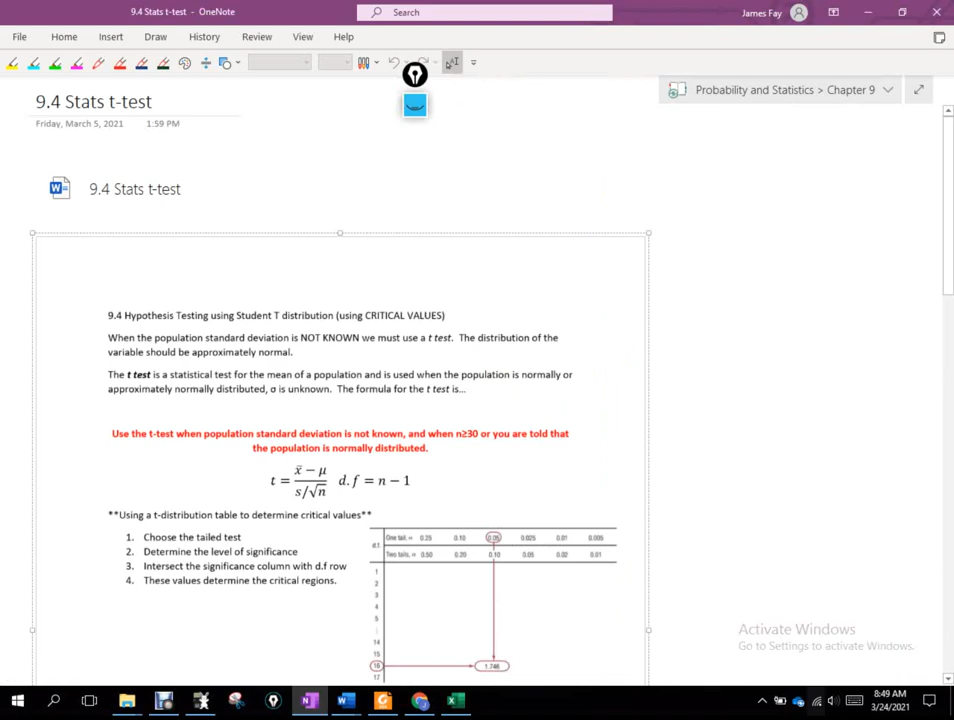 9.4 Stats t-test - OneNote
Search
James Fay
File Home Insert Draw History Review View Help
9.4 Stats t-test
Probability and Statistics > Chapter 9
Friday, March 5, 2021 1:59 PM
9.4 Stats t-test
9.4 Hypothesis Testing using Student T distribution (using CRITICAL VALUES)
When the population standard deviation is NOT KNOWN we must use a t test. The distribution of the
variable should be approximately normal.
The t test is a statistical test for the mean of a population and is used when the population is normally or
approximately normally distributed, σ is unknown. The formula for the t test is...
Use the t-test when population standard deviation is not known, and when n≥30 or you are told that
the population is normally distributed.
t = (x̄ − μ)/(s/√n) d.f = n − 1
**Using a t-distribution table to determine critical values**
1. Choose the tailed test
2. Determine the level of significance
3. Intersect the significance column with d.f row
4. These values determine the critical regions.
d.f. One tail, α 0.25 0.10 0.05 0.025 0.01 0.005
Two tails, α 0.50 0.20 0.10 0.05 0.02 0.01
1
2
3
4
5
14
15
16 1.746
17
Activate Windows
Go to Settings to activate Windows.
8:49 AM
3/24/2021